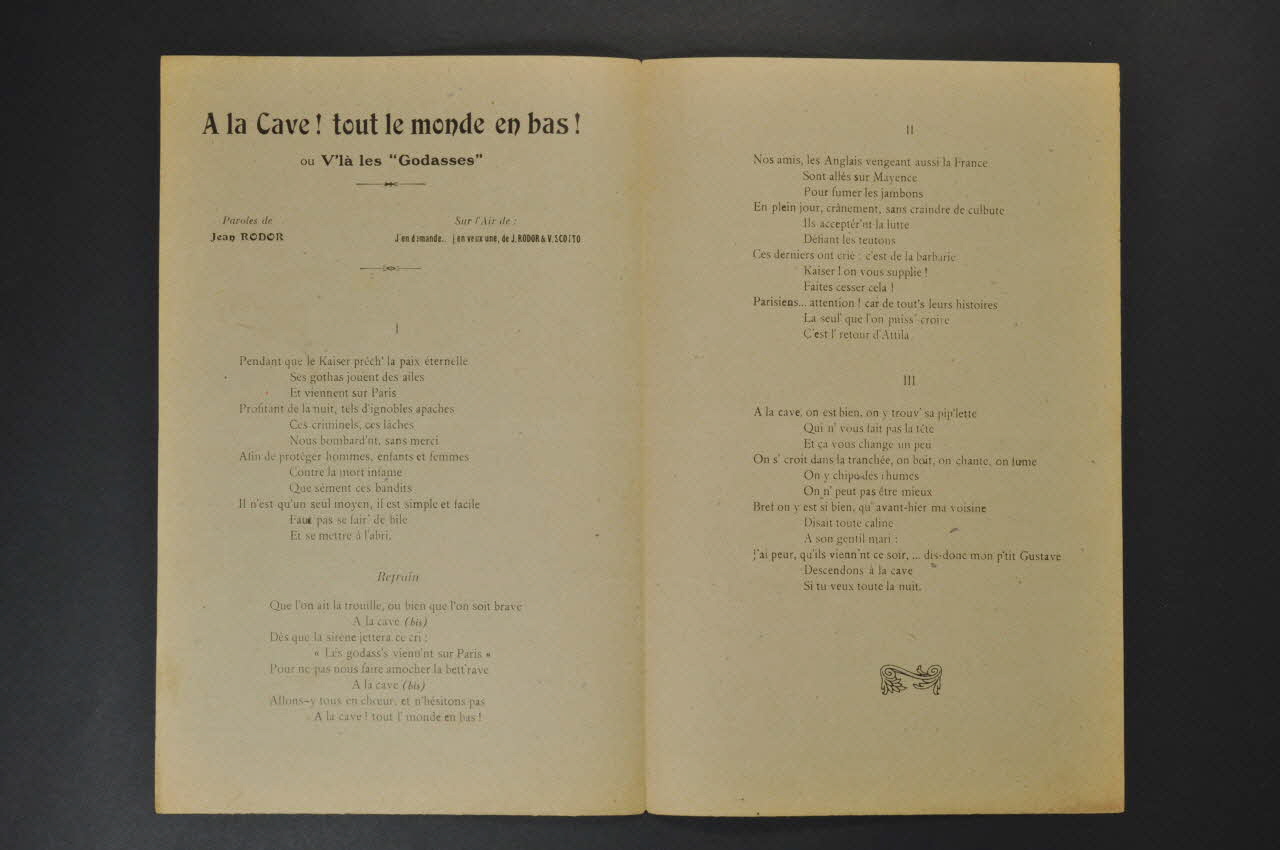 A la Cave! tout le monde en bas!
ou V'là les "Godasses"
Paroles de
Jean RODOR
Sur l'Air de :
J'en demande.. j'en veux une, de J. RODOR & V. SCOTTO
I
Pendant que le Kaiser prêch' la paix éternelle
Ses gothas jouent des ailes
Et viennent sur Paris
Profitant de la nuit, tels d'ignobles apaches
Ces criminels, ces lâches
Nous bombard'nt, sans merci
Afin de protéger hommes, enfants et femmes
Contre la mort infame
Que sèment ces bandits
Il n'est qu'un seul moyen, il est simple et facile
Faut pas se fair' de bile
Et se mettre à l'abri.
Refrain
Que l'on ait la trouille, ou bien que l'on soit brave
A la cave (bis)
Dès que la sirène jettera ce cri :
« Les godass's vienn'nt sur Paris »
Pour ne pas nous faire amocher la bett'rave
A la cave (bis)
Allons-y tous en chœur, et n'hésitons pas
A la cave ! tout l' monde en bas !
II
Nos amis, les Anglais vengeant aussi la France
Sont allés sur Mayence
Pour fumer les jambons
En plein jour, crânement, sans craindre de culbute
Ils acceptér'nt la lutte
Défiant les teutons
Ces derniers ont crié : c'est de la barbarie
Kaiser ! on vous supplie !
Faites cesser cela !
Parisiens... attention ! car de tout's leurs histoires
La seul' que l'on puiss' croire
C'est l' retour d'Attila
III
A la cave, on est bien, on y trouv' sa pip'lette
Qui n' vous fait pas la tête
Et ça vous change un peu
On s' croit dans la tranchée, on boit, on chante, on fume
On y chipe des rhumes
On n' peut pas être mieux
Bref on y est si bien, qu' avant-hier ma voisine
Disait toute caline
A son gentil mari :
J'ai peur, qu'ils vienn'nt ce soir, ... dis-donc mon p'tit Gustave
Descendons à la cave
Si tu veux toute la nuit.